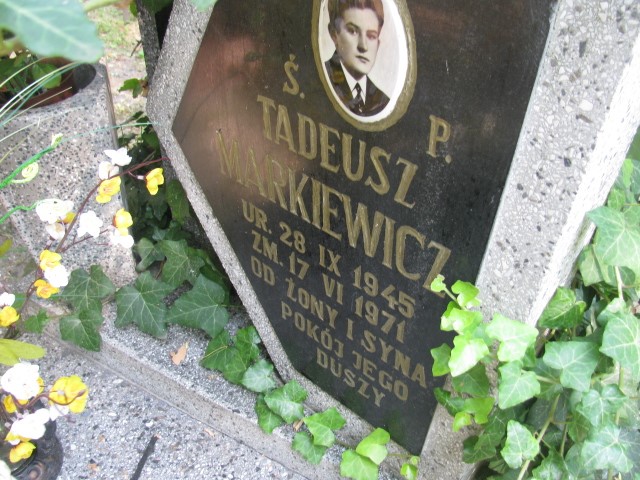 Ś. P.
TADEUSZ
MARKIEWICZ
UR. 28 IX 1945
ZM. 17 VI 1971
OD ŻONY I SYNA
POKÓJ JEGO
DUSZY